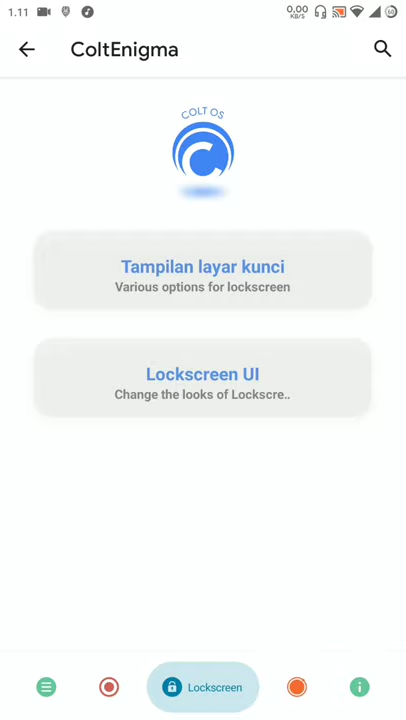 1.11
0,00
KB/S
60
ColtEnigma
COLT OS
Tampilan layar kunci
Various options for lockscreen
Lockscreen UI
Change the looks of Lockscre..
Lockscreen